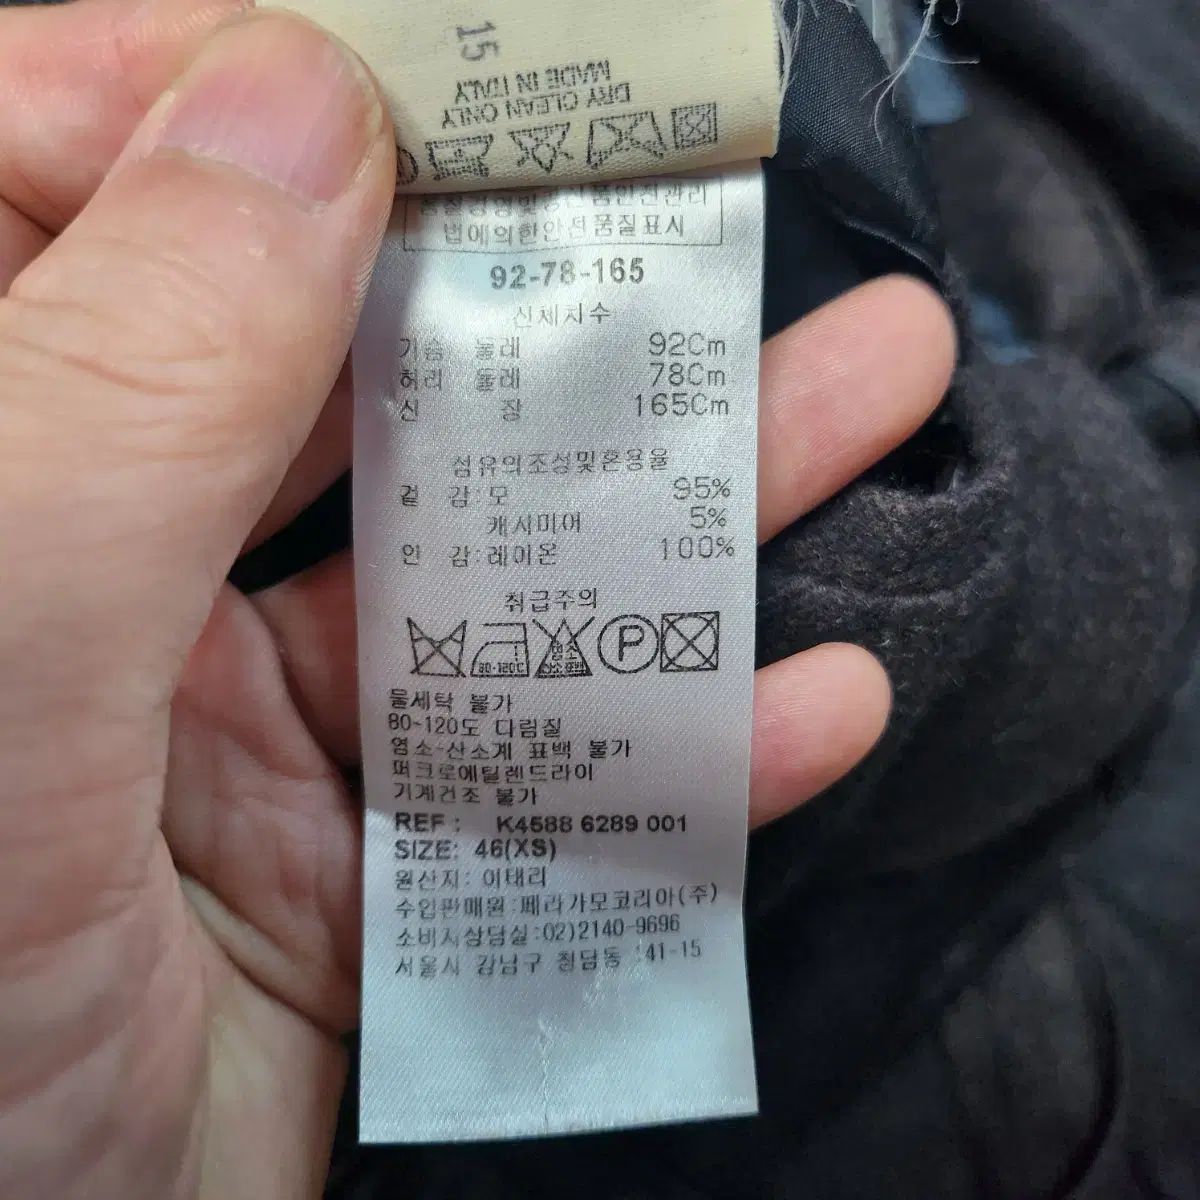 15
MADE IN ITALY
DRY CLEAN ONLY
품질경영및공산품안전관리
법에의한안전품질표시
92-78-165
신체치수
가슴 둘레 92Cm
허리 둘레 78Cm
신 장 165Cm
섬유의조성및혼용율
겉 감:모 95%
캐시미어 5%
인 감:레이온 100%
취급주의
80-120℃ 염소 산소표백 P
물세탁 불가
80-120도 다림질
염소-산소계 표백 불가
퍼크로에틸렌드라이
기계건조 불가
REF : K4588 6289 001
SIZE: 46(XS)
원산지: 이태리
수입판매원:페라가모코리아(주)
소비자상담실:02)2140-9696
서울시 강남구 청담동 :41-15